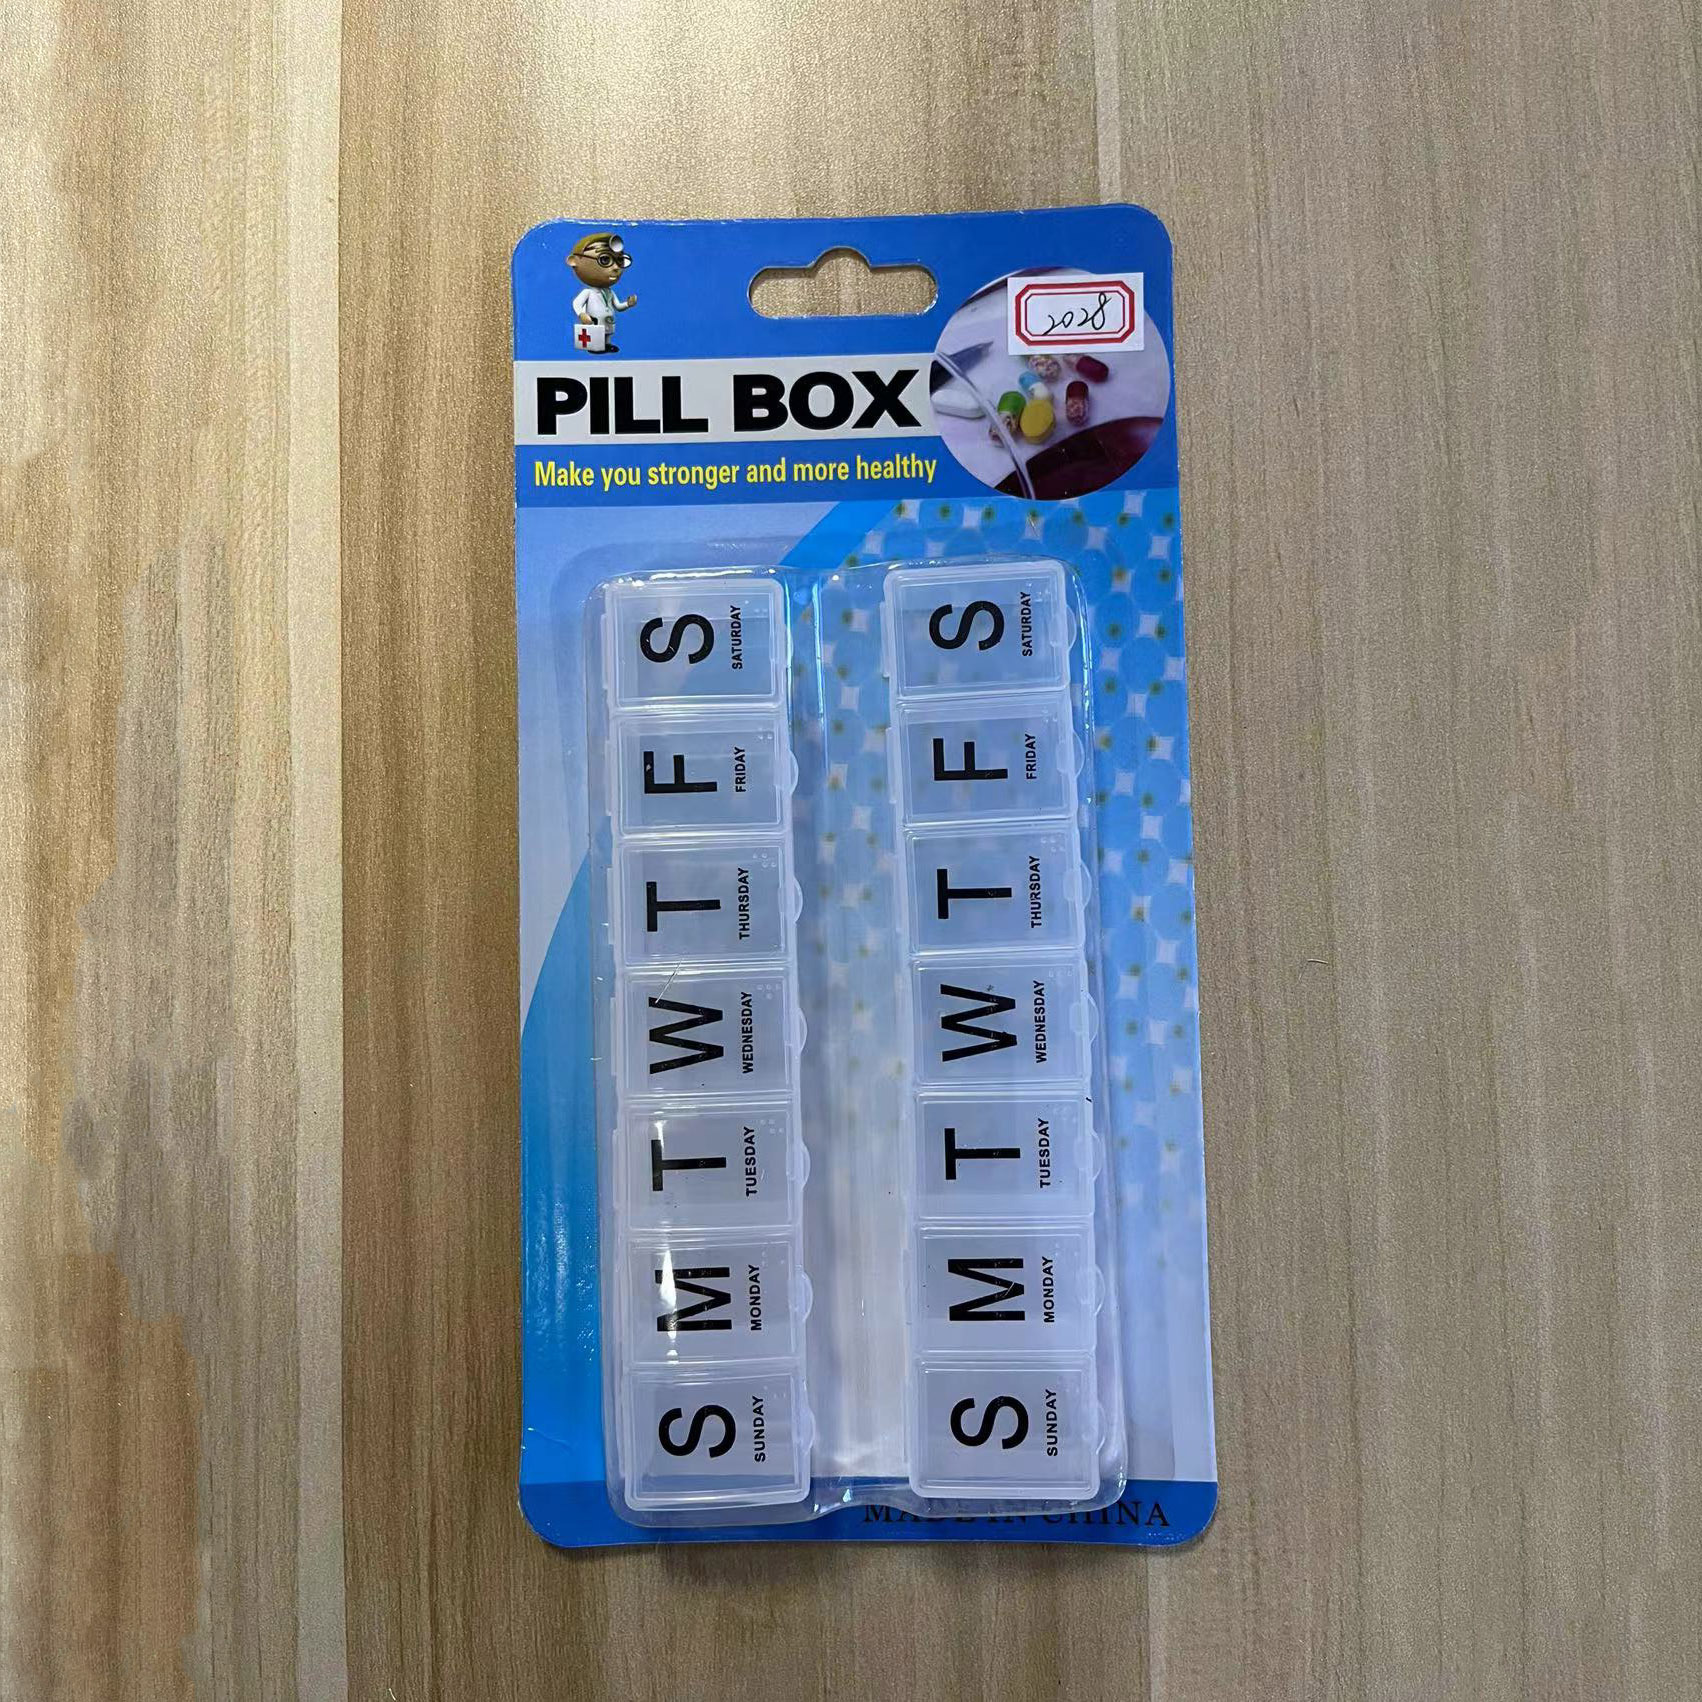 2028
PILL BOX
Make you stronger and more healthy
S
SATURDAY
F
FRIDAY
T
THURSDAY
W
WEDNESDAY
T
TUESDAY
M
MONDAY
S
SUNDAY
S
SATURDAY
F
FRIDAY
T
THURSDAY
W
WEDNESDAY
T
TUESDAY
M
MONDAY
S
SUNDAY
MADE IN CHINA